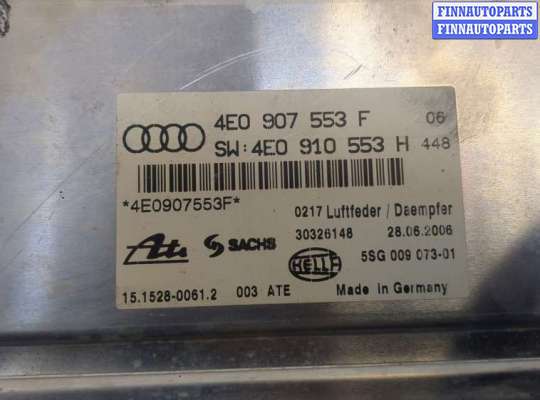 FINNAUTOPARTS
FINNAUTOPARTS
4E0 907 553 F 06
SW:4E0 910 553 H 448
*4E0907553F* 0217 Luftfeder / Daempfer
30326148 28.06.2006
Ate SACHS HELLA 5SG 009 073-01
15.1528-0061.2 003 ATE Made in Germany